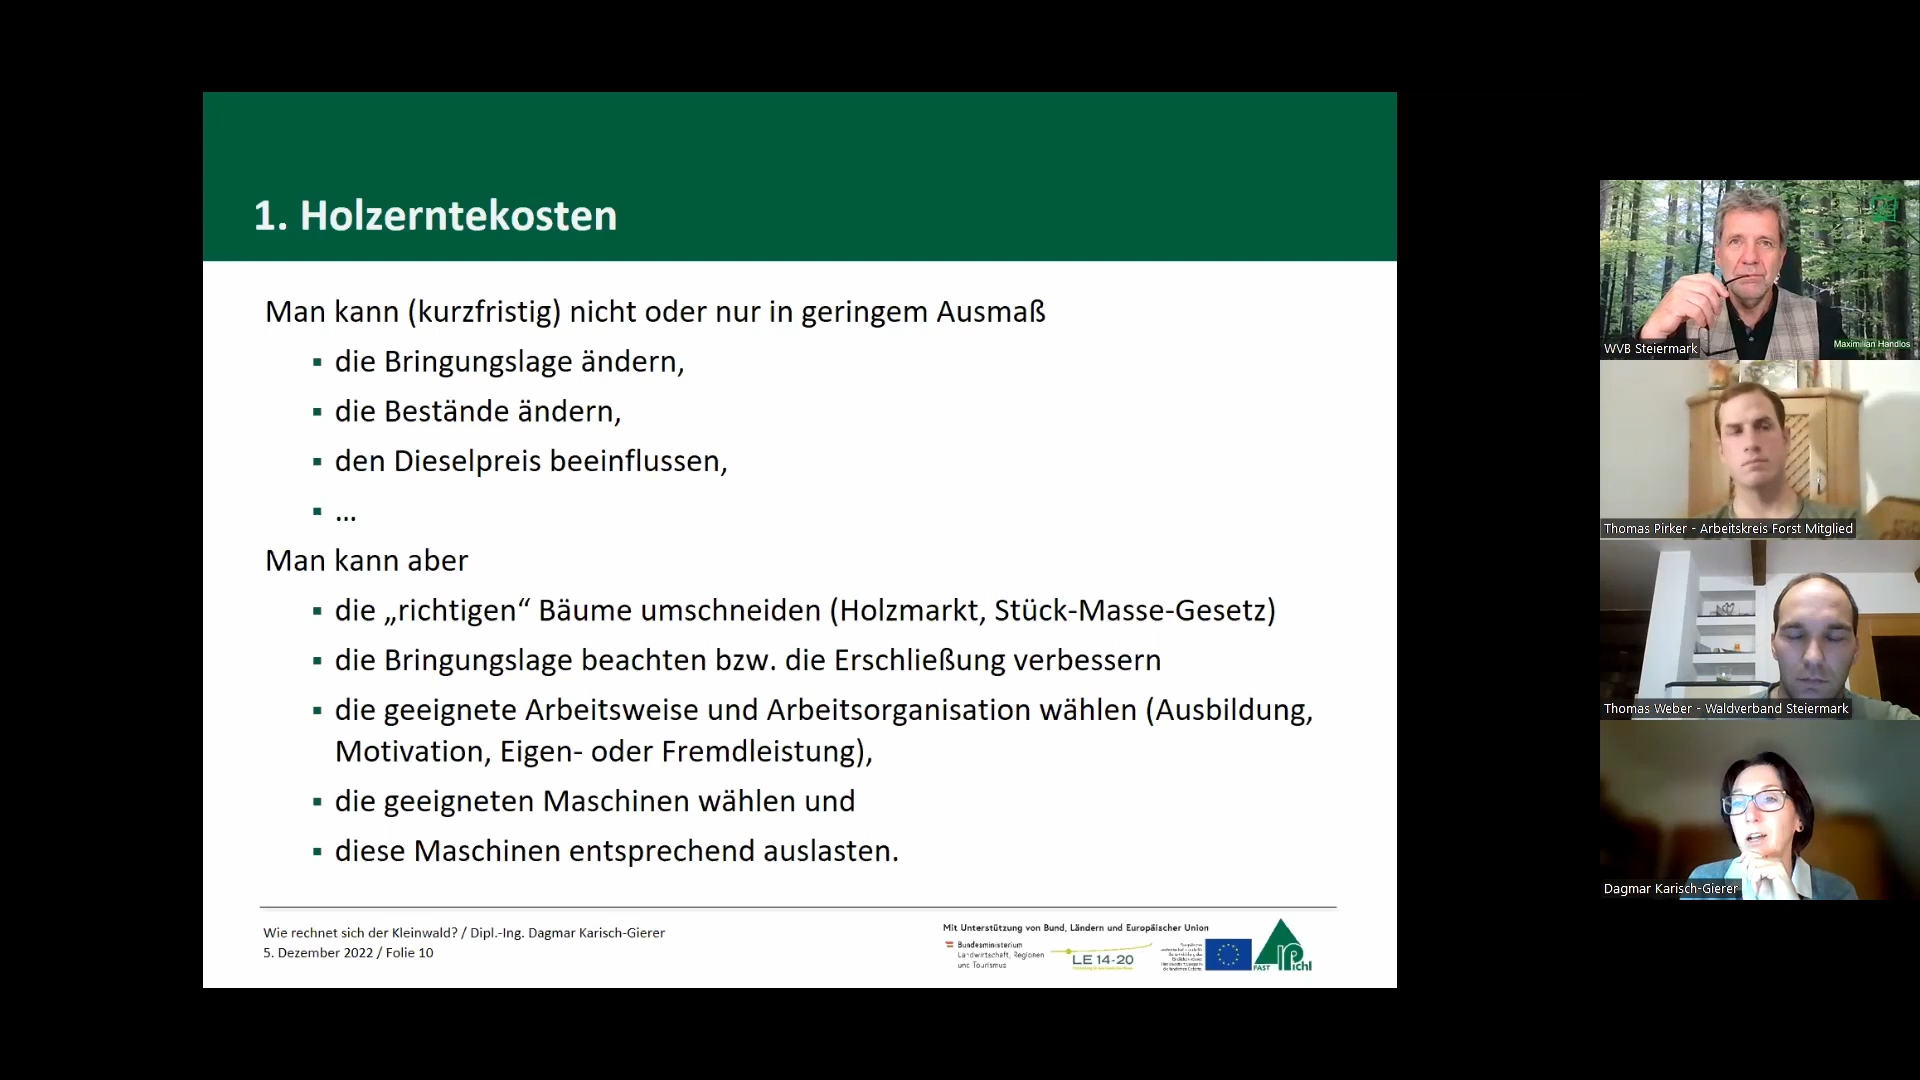 1. Holzerntekosten
Man kann (kurzfristig) nicht oder nur in geringem Ausmaß
▪ die Bringungslage ändern,
▪ die Bestände ändern,
▪ den Dieselpreis beeinflussen,
▪ ...
Man kann aber
▪ die „richtigen“ Bäume umschneiden (Holzmarkt, Stück-Masse-Gesetz)
▪ die Bringungslage beachten bzw. die Erschließung verbessern
▪ die geeignete Arbeitsweise und Arbeitsorganisation wählen (Ausbildung,
Motivation, Eigen- oder Fremdleistung),
▪ die geeigneten Maschinen wählen und
▪ diese Maschinen entsprechend auslasten.
Wie rechnet sich der Kleinwald? / Dipl.-Ing. Dagmar Karisch-Gierer
5. Dezember 2022 / Folie 10
Mit Unterstützung von Bund, Ländern und Europäischer Union
Bundesministerium
Landwirtschaft, Regionen
und Tourismus
LE 14-20
FAST Pichl
WVB Steiermark
Maximilian Handlos
Thomas Pirker - Arbeitskreis Forst Mitglied
Thomas Weber - Waldverband Steiermark
Dagmar Karisch-Gierer